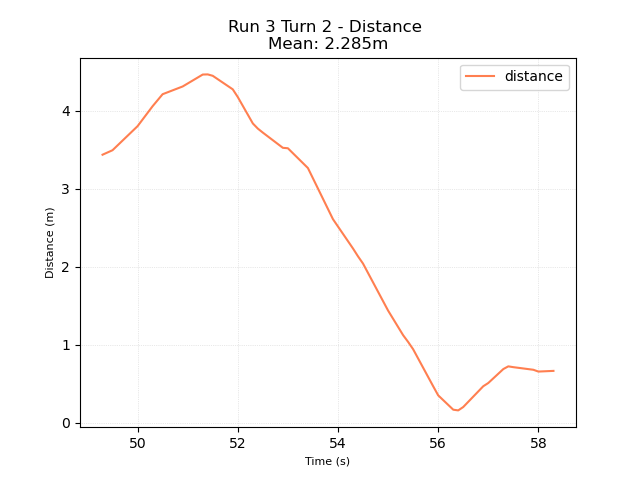 Run 3 Turn 2 - Distance
Mean: 2.285m
distance
Distance (m)
4
3
2
1
0
50 52 54 56 58
Time (s)